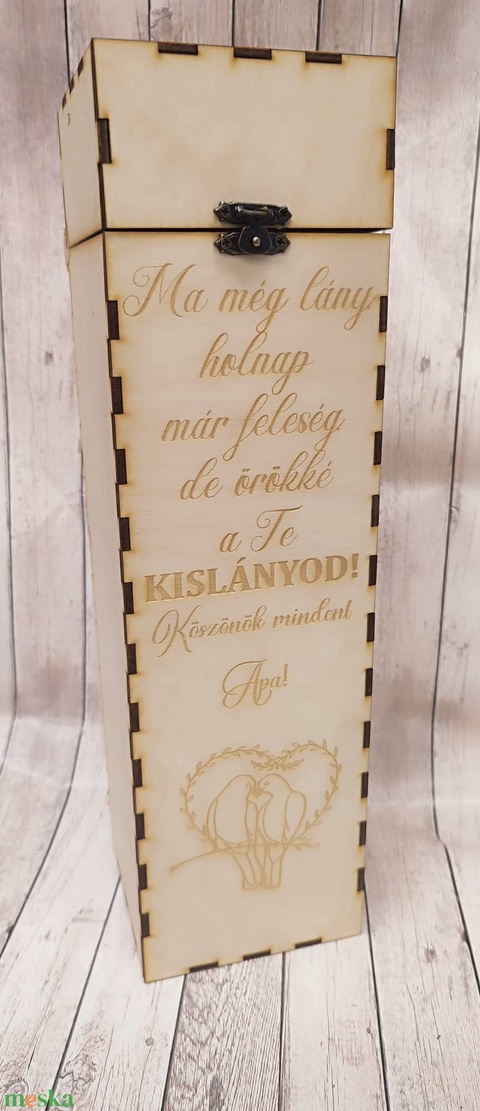 Ma még lány,
holnap
már feleség
de örökké
a Te
KISLÁNYOD!
Köszönök mindent
Apa!
meska